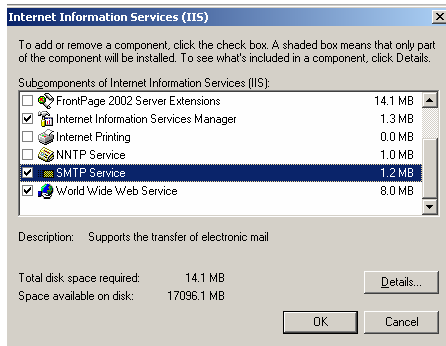 Internet Information Services (IIS)
To add or remove a component, click the check box. A shaded box means that only part
of the component will be installed. To see what's included in a component, click Details.
Subcomponents of Internet Information Services (IIS):
FrontPage 2002 Server Extensions 14.1 MB
Internet Information Services Manager 1.3 MB
Internet Printing 0.0 MB
NNTP Service 1.0 MB
SMTP Service 1.2 MB
World Wide Web Service 8.0 MB
Description: Supports the transfer of electronic mail
Total disk space required: 14.1 MB
Space available on disk: 17096.1 MB
Details...
OK Cancel